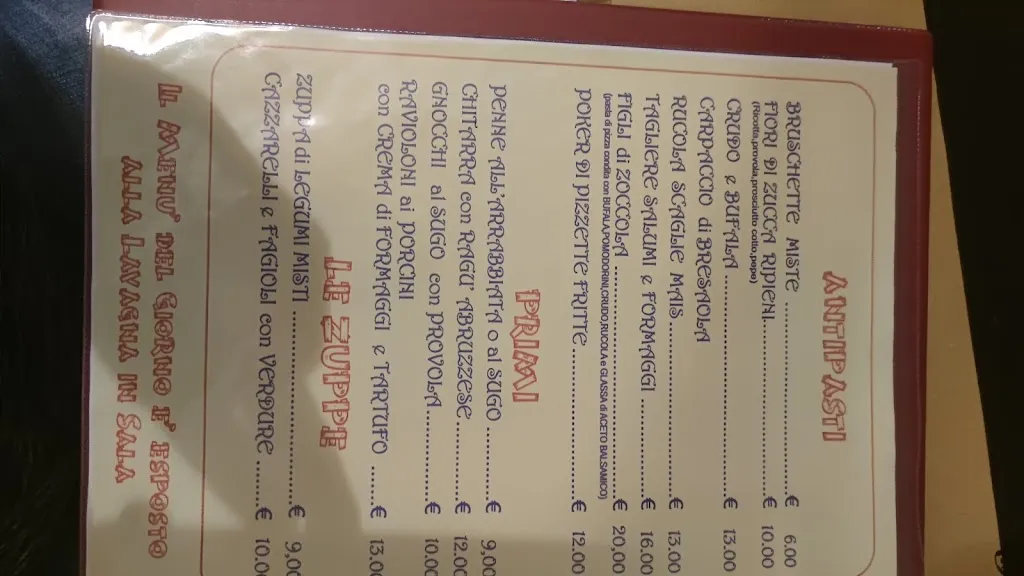 ANTIPASTI
BRUSCHETTE MISTE ........................€ 6.00
FIORI DI ZUCCA RIPIENI......................€ 10.00
(Ricotta,provola,prosciutto cotto,pepe)
CRUDO e BUFALA ..........................€ 13.00
CARPACCIO di BRESAOLA
RUCOLA SCAGLIE MAIS......................€ 13.00
TAGLIERE SALUMI e FORMAGGI ..............€ 16.00
FIGLI di ZOCCOLA ..............................€ 20,00
(pasta di pizza condita con BUFALA,POMODORINI,CRUDO,RUCOLA e GLASSA di ACETO BALSAMICO)
POKER DI PIZZETTE FRITTE ....................€ 12.00
PRIMI
PENNE ALL'ARRABBIATA o al SUGO ..........€ 9,00
CHITARRA con RAGU' ABRUZZESE...........€ 12.00
GNOCCHI al SUGO con PROVOLA.............€ 10.00
RAVIOLONI ai PORCINI
con CREMA di FORMAGGI e TARTUFO ......€ 13.00
LE ZUPPE
ZUPPA di LEGUMI MISTI ..........................€ 9,00
CAZZARELLI e FAGIOLI con VERDURE ......€ 10.00
IL MENU' DEL GIORNO E' ESPOSTO
ALLA LAVAGNA IN SALA